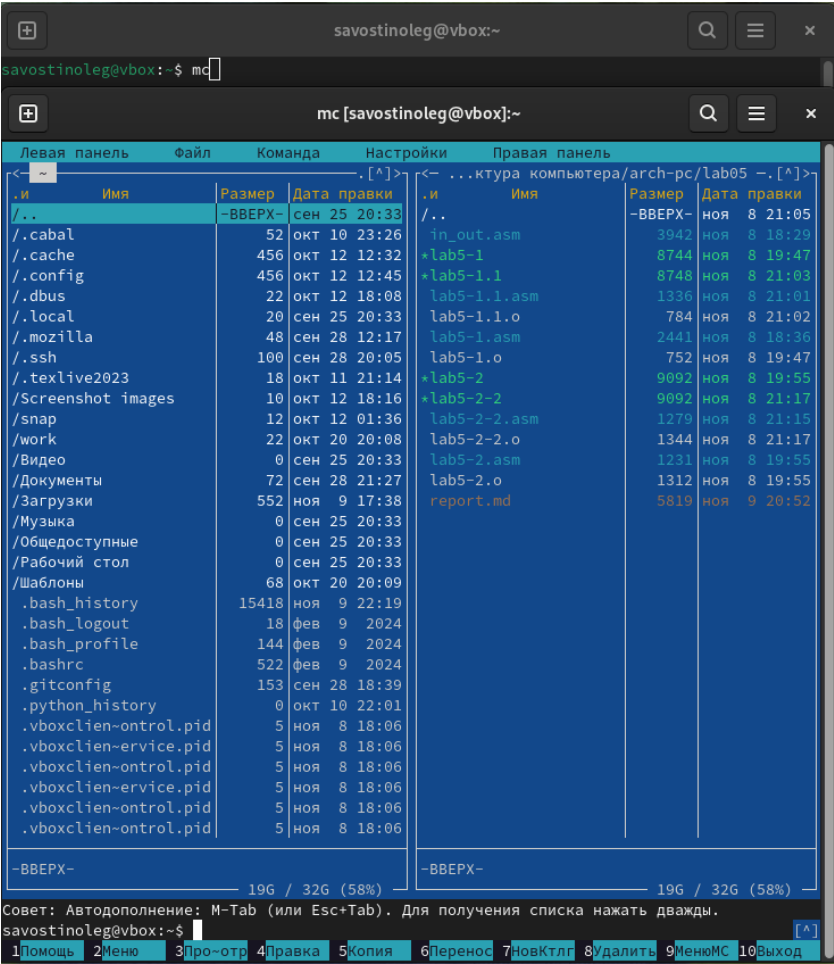 savostinoleg@vbox:~
savostinoleg@vbox:~$ mc
mc [savostinoleg@vbox]:~
Левая панель Файл Команда Настройки Правая панель
<— ~ .[^]> <— ...ктура компьютера/arch-pc/lab05 —.[^]>
.и Имя Размер Дата правки .и Имя Размер Дата правки
/.. -ВВЕРХ- сен 25 20:33 /.. -ВВЕРХ- ноя 8 21:05
/.cabal 52 окт 10 23:26 in_out.asm 3942 ноя 8 18:29
/.cache 456 окт 12 12:32 *lab5-1 8744 ноя 8 19:47
/.config 456 окт 12 12:45 *lab5-1.1 8748 ноя 8 21:03
/.dbus 22 окт 12 18:08 lab5-1.1.asm 1336 ноя 8 21:01
/.local 20 сен 25 20:33 lab5-1.1.o 784 ноя 8 21:02
/.mozilla 48 сен 28 12:17 lab5-1.asm 2441 ноя 8 18:36
/.ssh 100 сен 28 20:05 lab5-1.o 752 ноя 8 19:47
/.texlive2023 18 окт 11 21:14 *lab5-2 9092 ноя 8 19:55
/Screenshot images 10 окт 12 18:16 *lab5-2-2 9092 ноя 8 21:17
/snap 12 окт 12 01:36 lab5-2-2.asm 1279 ноя 8 21:15
/work 22 окт 20 20:08 lab5-2-2.o 1344 ноя 8 21:17
/Видео 0 сен 25 20:33 lab5-2.asm 1231 ноя 8 19:55
/Документы 72 сен 28 21:27 lab5-2.o 1312 ноя 8 19:55
/Загрузки 552 ноя 9 17:38 report.md 5819 ноя 9 20:52
/Музыка 0 сен 25 20:33
/Общедоступные 0 сен 25 20:33
/Рабочий стол 0 сен 25 20:33
/Шаблоны 68 окт 20 20:09
.bash_history 15418 ноя 9 22:19
.bash_logout 18 фев 9 2024
.bash_profile 144 фев 9 2024
.bashrc 522 фев 9 2024
.gitconfig 153 сен 28 18:39
.python_history 0 окт 10 22:01
.vboxclien~ontrol.pid 5 ноя 8 18:06
.vboxclien~ervice.pid 5 ноя 8 18:06
.vboxclien~ontrol.pid 5 ноя 8 18:06
.vboxclien~ervice.pid 5 ноя 8 18:06
.vboxclien~ontrol.pid 5 ноя 8 18:06
.vboxclien~ontrol.pid 5 ноя 8 18:06
-ВВЕРХ- -ВВЕРХ-
19G / 32G (58%) 19G / 32G (58%)
Совет: Автодополнение: M-Tab (или Esc+Tab). Для получения списка нажать дважды.
savostinoleg@vbox:~$ [^]
1Помощь 2Меню 3Про~отр 4Правка 5Копия 6Перенос 7НовКтлг 8Удалить 9МенюМС 10Выход